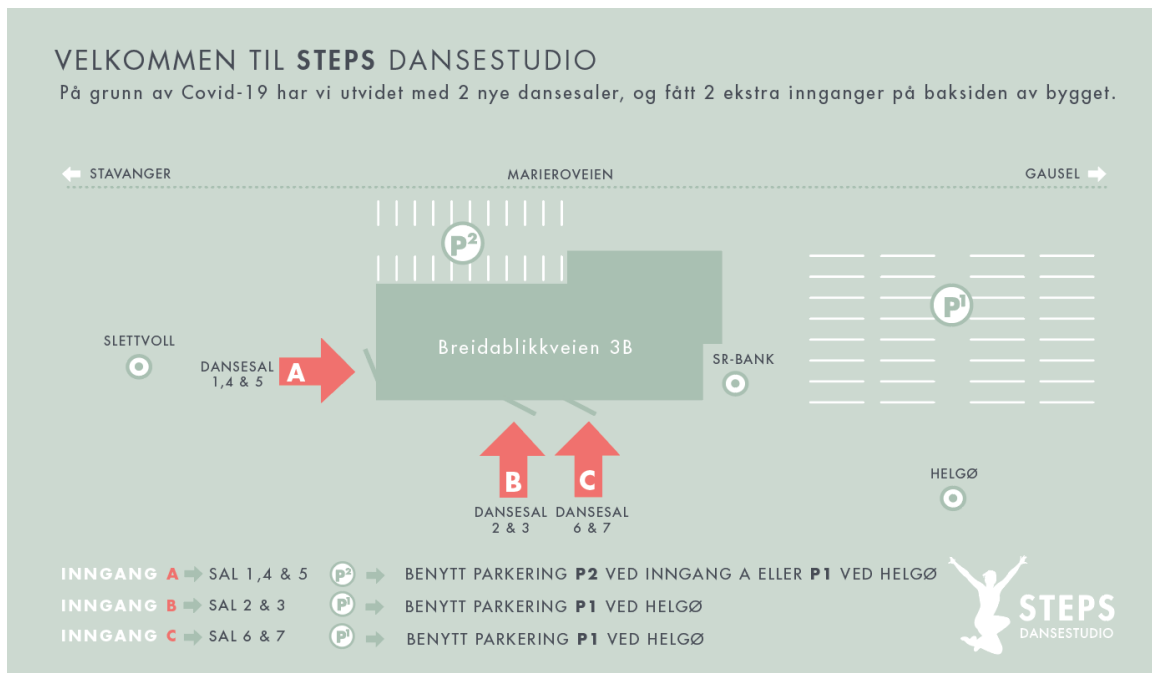 VELKOMMEN TIL STEPS DANSESTUDIO
På grunn av Covid-19 har vi utvidet med 2 nye dansesaler, og fått 2 ekstra innganger på baksiden av bygget.
STAVANGER
MARIEROVEIEN
GAUSEL
P2
P1
Breidablikkveien 3B
SLETTVOLL
SR-BANK
DANSESAL
1,4 & 5
A
HELGØ
B
C
DANSESAL
2 & 3
DANSESAL
6 & 7
INNGANG A SAL 1,4 & 5 P2 BENYTT PARKERING P2 VED INNGANG A ELLER P1 VED HELGØ
INNGANG B SAL 2 & 3 P1 BENYTT PARKERING P1 VED HELGØ
INNGANG C SAL 6 & 7 P1 BENYTT PARKERING P1 VED HELGØ
STEPS
DANSESTUDIO